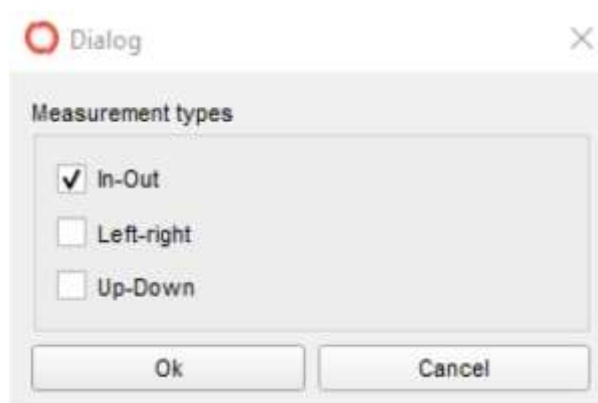 Dialog
Measurement types
In-Out
Left-right
Up-Down
Ok Cancel